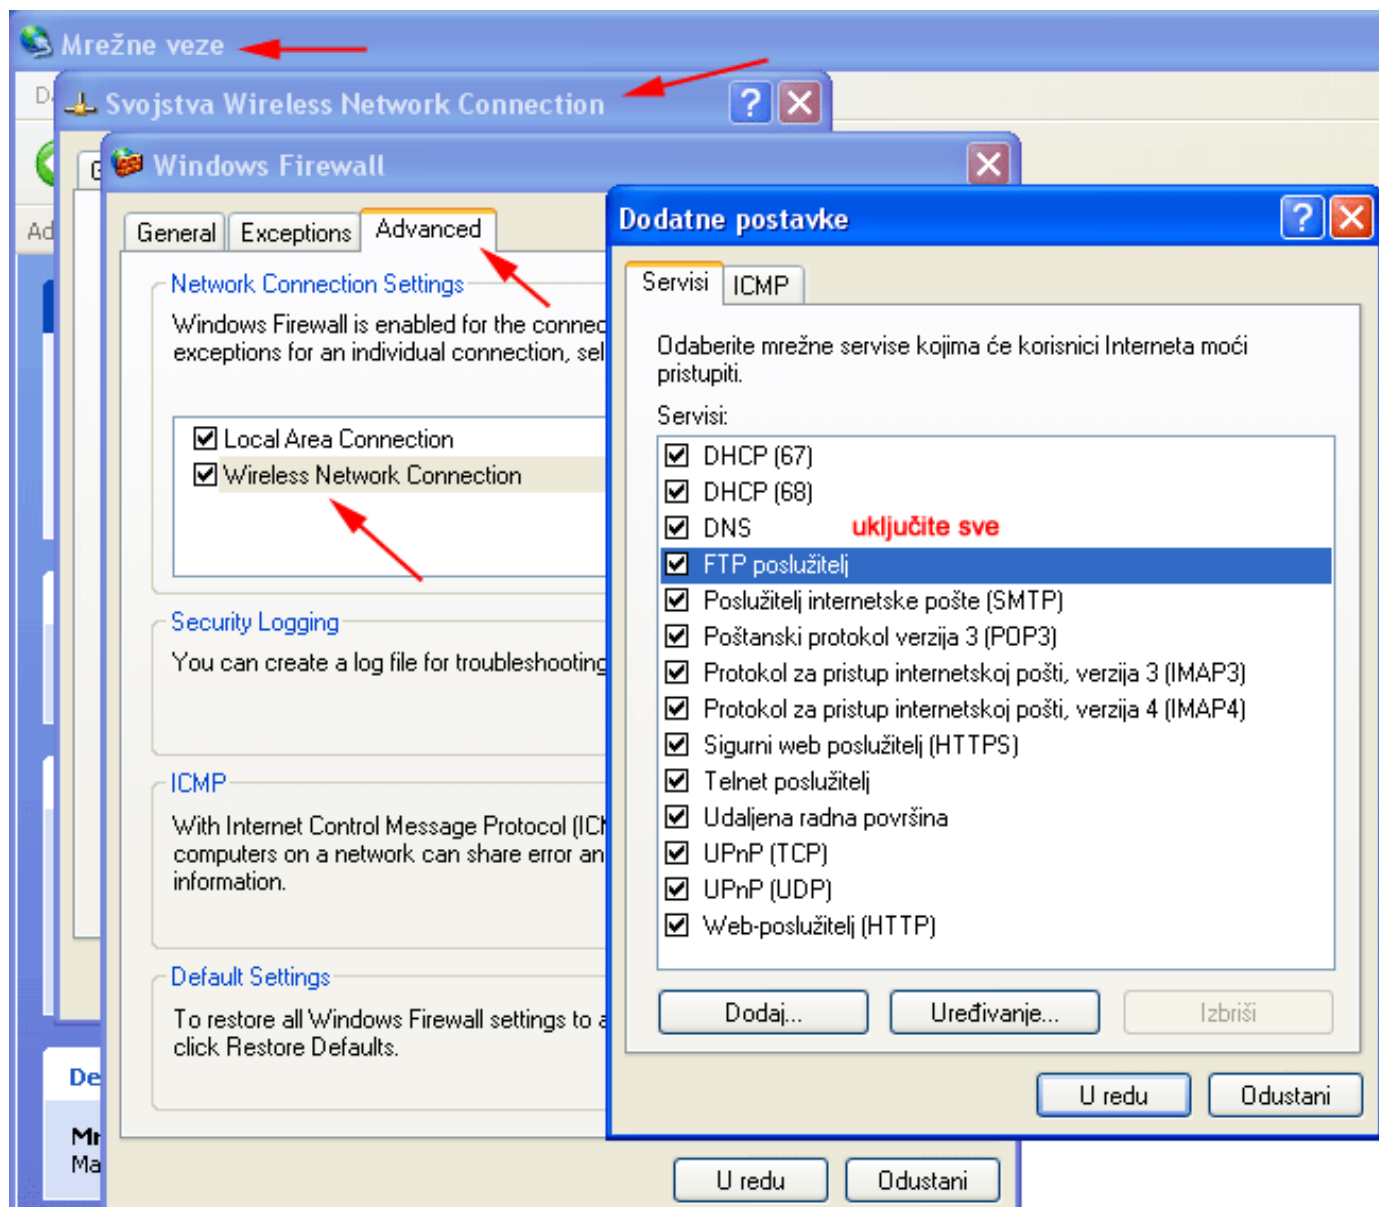 Mrežne veze
Svojstva Wireless Network Connection
Windows Firewall
General Exceptions Advanced
Network Connection Settings
Windows Firewall is enabled for the connec
exceptions for an individual connection, sel
Local Area Connection
Wireless Network Connection
Security Logging
You can create a log file for troubleshooting
ICMP
With Internet Control Message Protocol (ICM
computers on a network can share error an
information.
Default Settings
To restore all Windows Firewall settings to a
click Restore Defaults.
U redu Odustani
Dodatne postavke
Servisi ICMP
Odaberite mrežne servise kojima će korisnici Interneta moći
pristupiti.
Servisi:
DHCP (67)
DHCP (68)
DNS
uključite sve
FTP poslužitelj
Poslužitelj internetske pošte (SMTP)
Poštanski protokol verzija 3 (POP3)
Protokol za pristup internetskoj pošti, verzija 3 (IMAP3)
Protokol za pristup internetskoj pošti, verzija 4 (IMAP4)
Sigurni web poslužitelj (HTTPS)
Telnet poslužitelj
Udaljena radna površina
UPnP (TCP)
UPnP (UDP)
Web-poslužitelj (HTTP)
Dodaj... Uređivanje... Izbriši
U redu Odustani
Ad
De
Mr
Ma